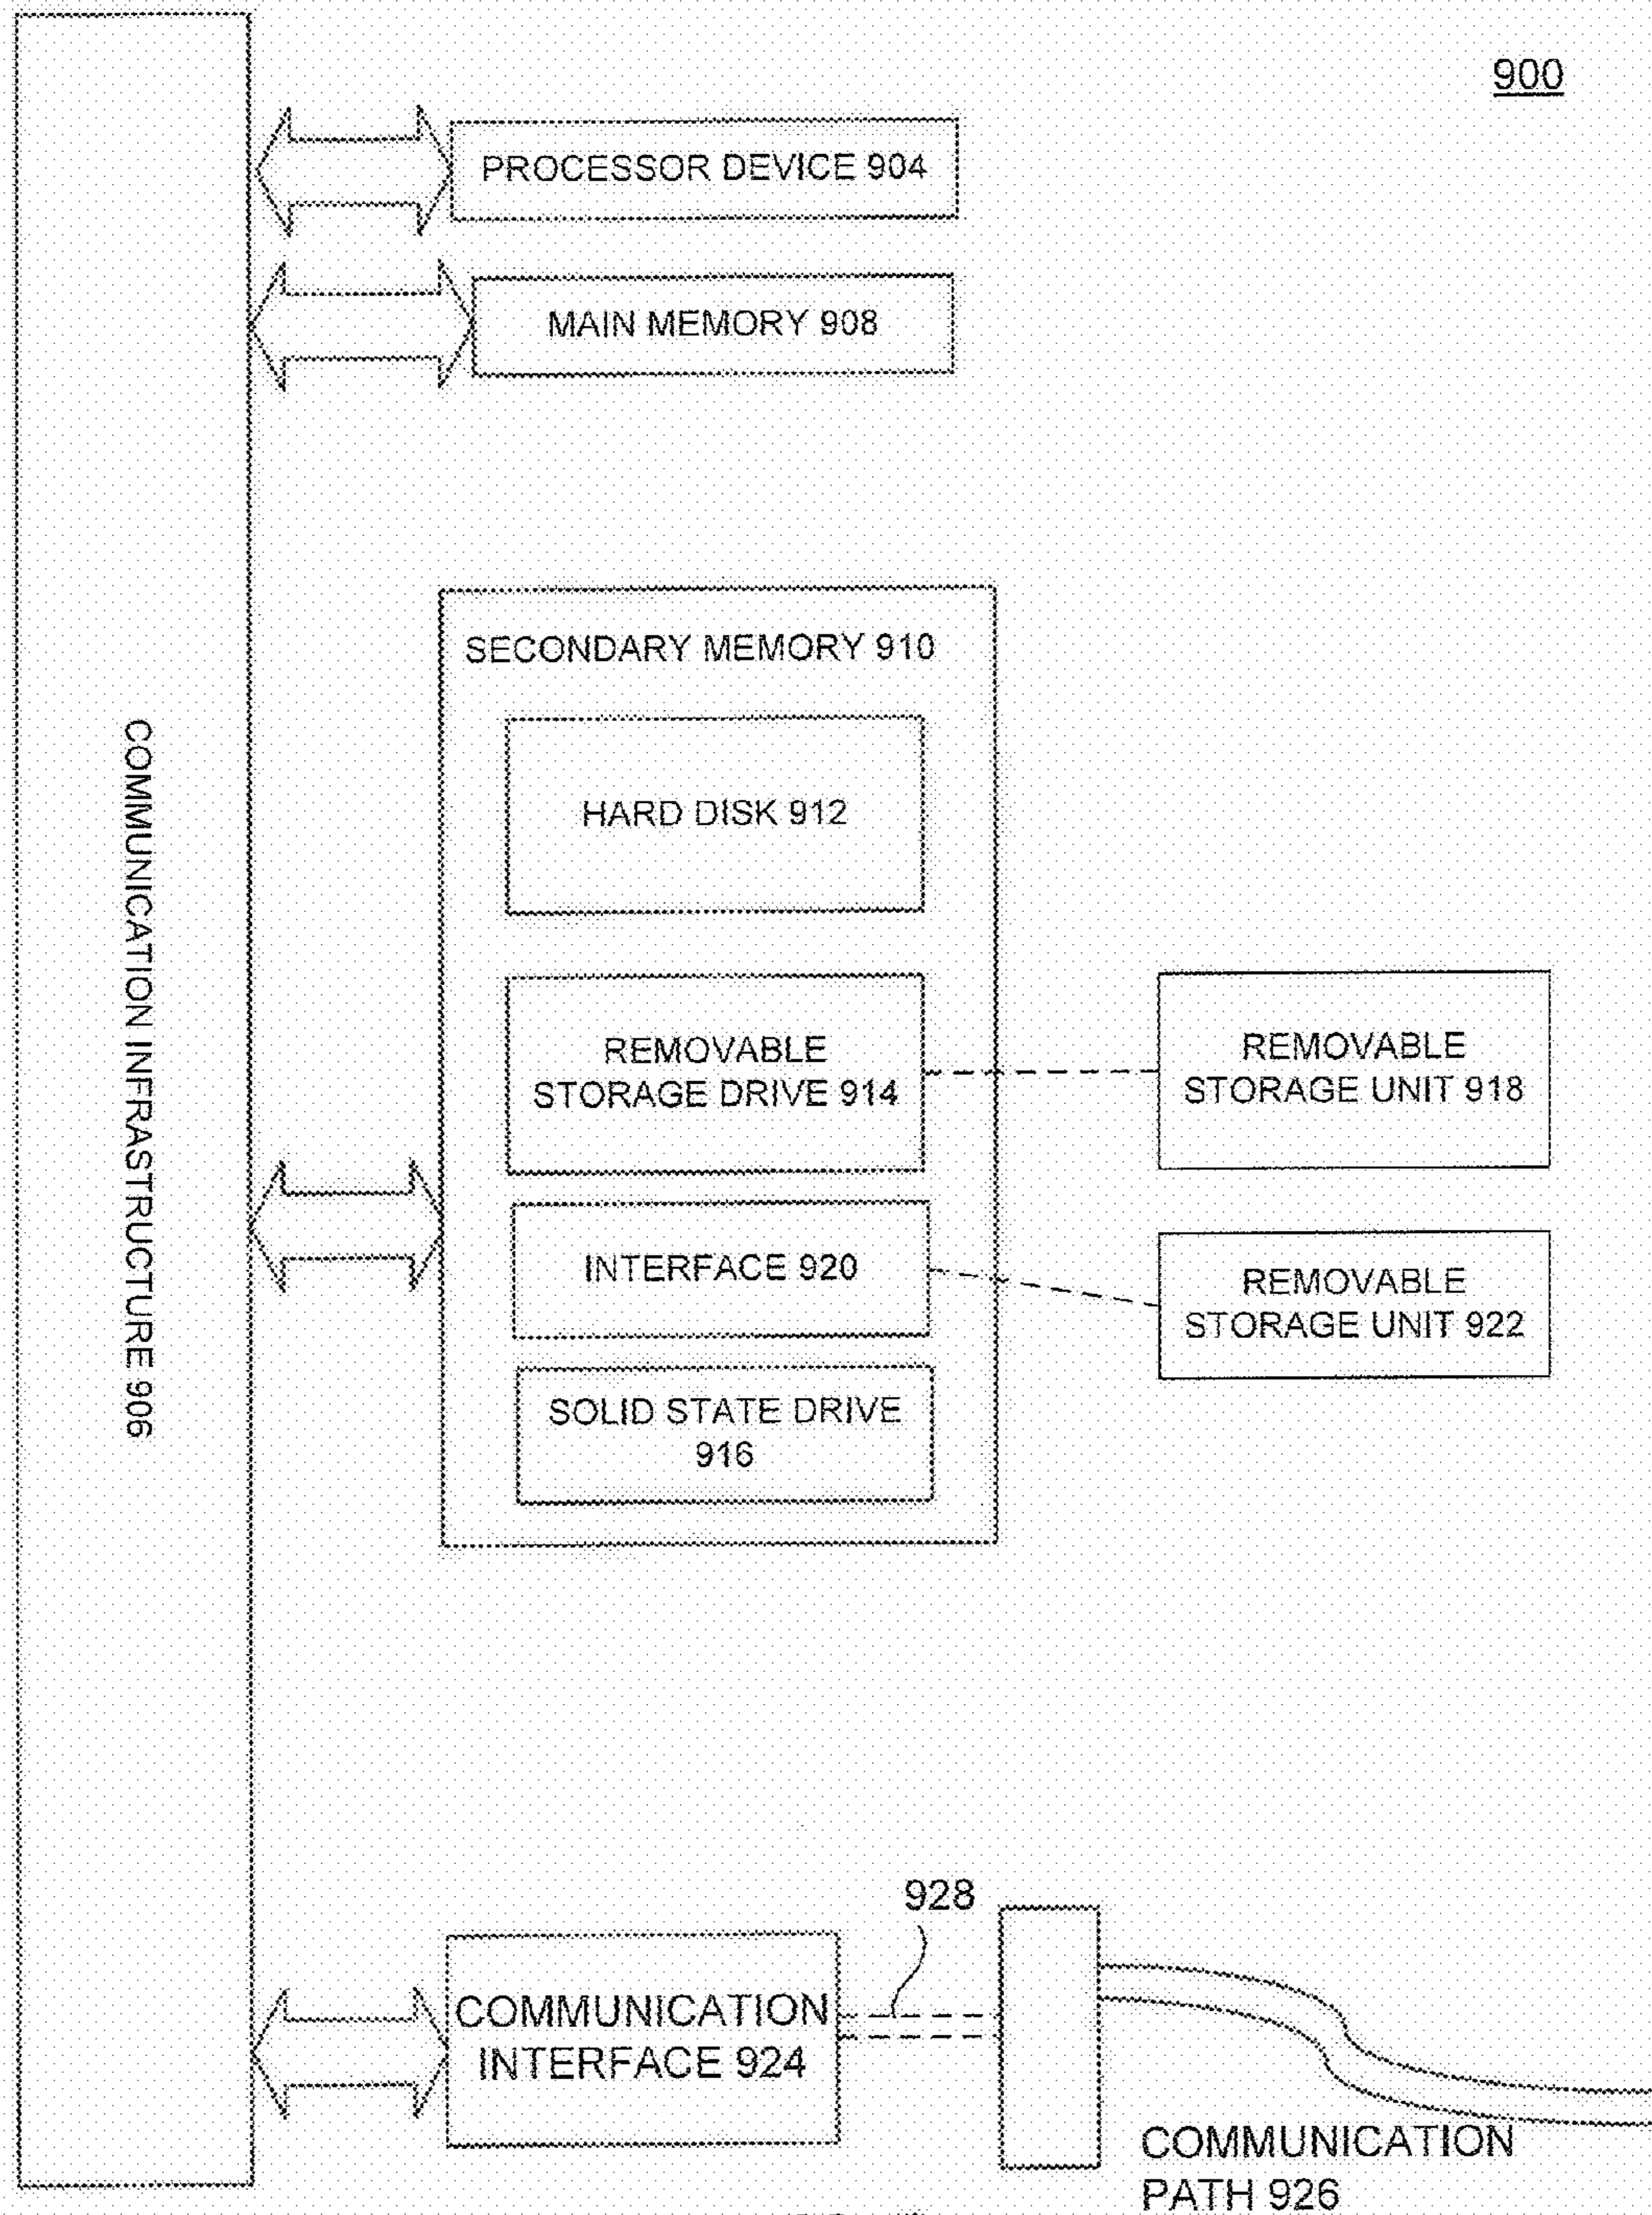 900
PROCESSOR DEVICE 904
MAIN MEMORY 908
COMMUNICATION INFRASTRUCTURE 906
SECONDARY MEMORY 910
HARD DISK 912
REMOVABLE
STORAGE DRIVE 914
REMOVABLE
STORAGE UNIT 918
INTERFACE 920
REMOVABLE
STORAGE UNIT 922
SOLID STATE DRIVE
916
928
COMMUNICATION
INTERFACE 924
COMMUNICATION
PATH 926